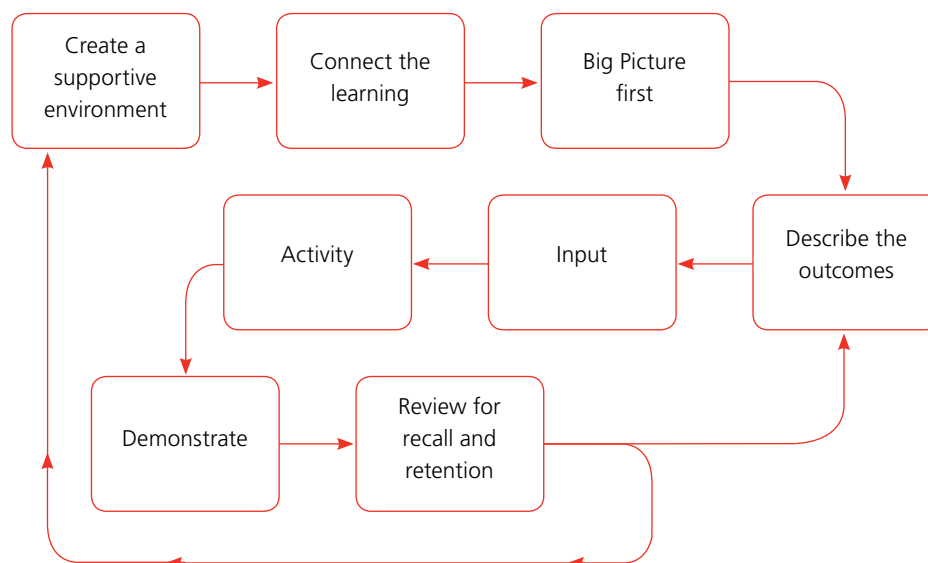 Create a
supportive
environment
Connect the
learning
Big Picture
first
Describe the
outcomes
Input
Activity
Demonstrate
Review for
recall and
retention